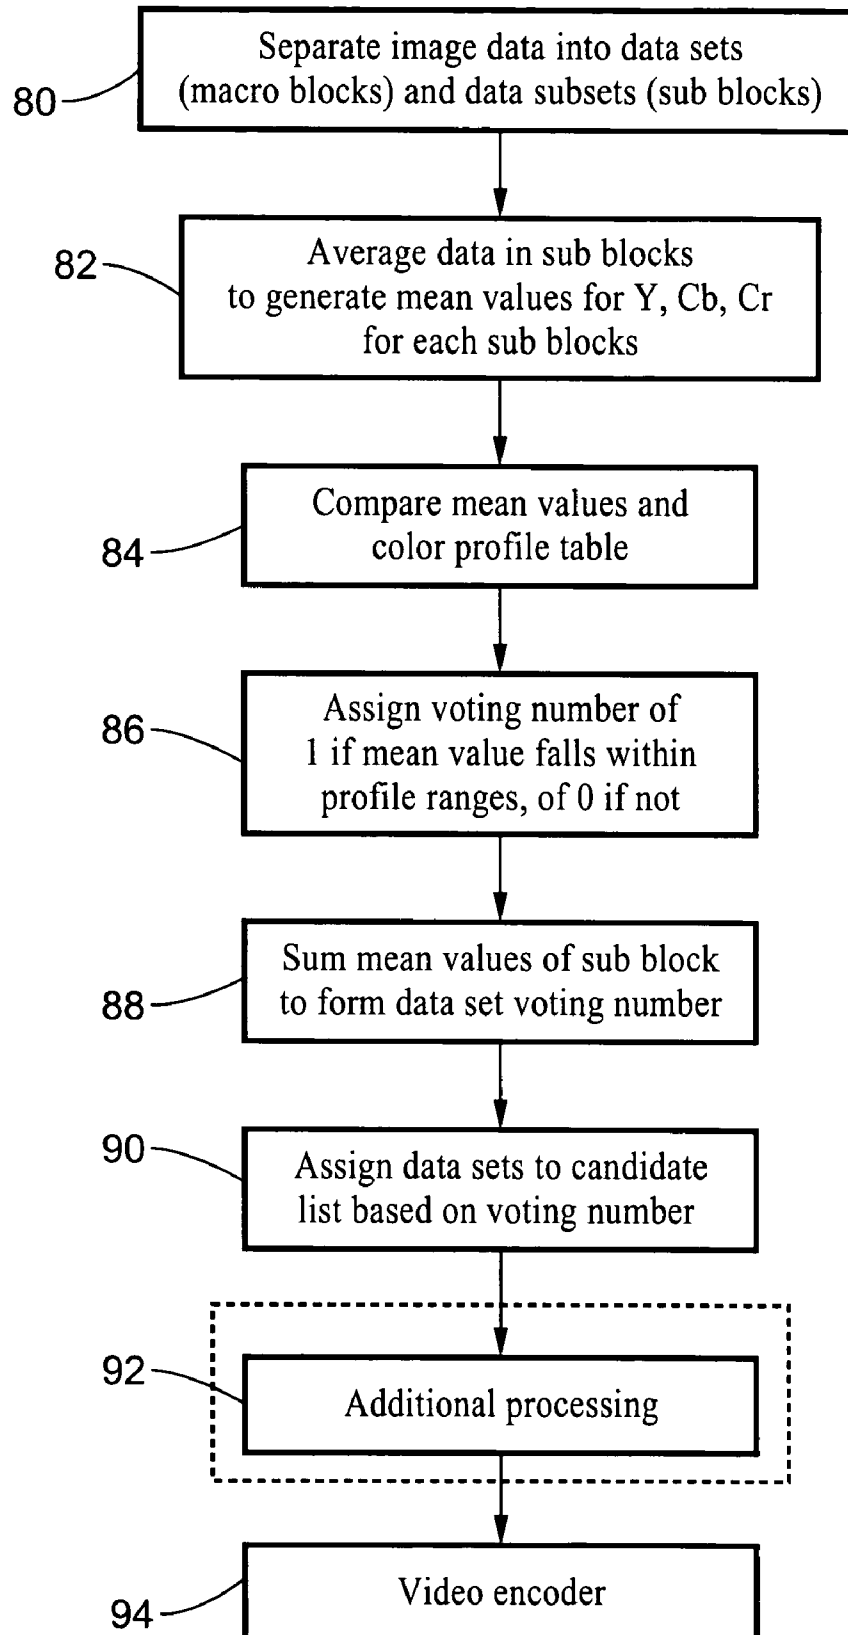 80
Separate image data into data sets
(macro blocks) and data subsets (sub blocks)
82
Average data in sub blocks
to generate mean values for Y, Cb, Cr
for each sub blocks
84
Compare mean values and
color profile table
86
Assign voting number of
1 if mean value falls within
profile ranges, of 0 if not
88
Sum mean values of sub block
to form data set voting number
90
Assign data sets to candidate
list based on voting number
92
Additional processing
94
Video encoder